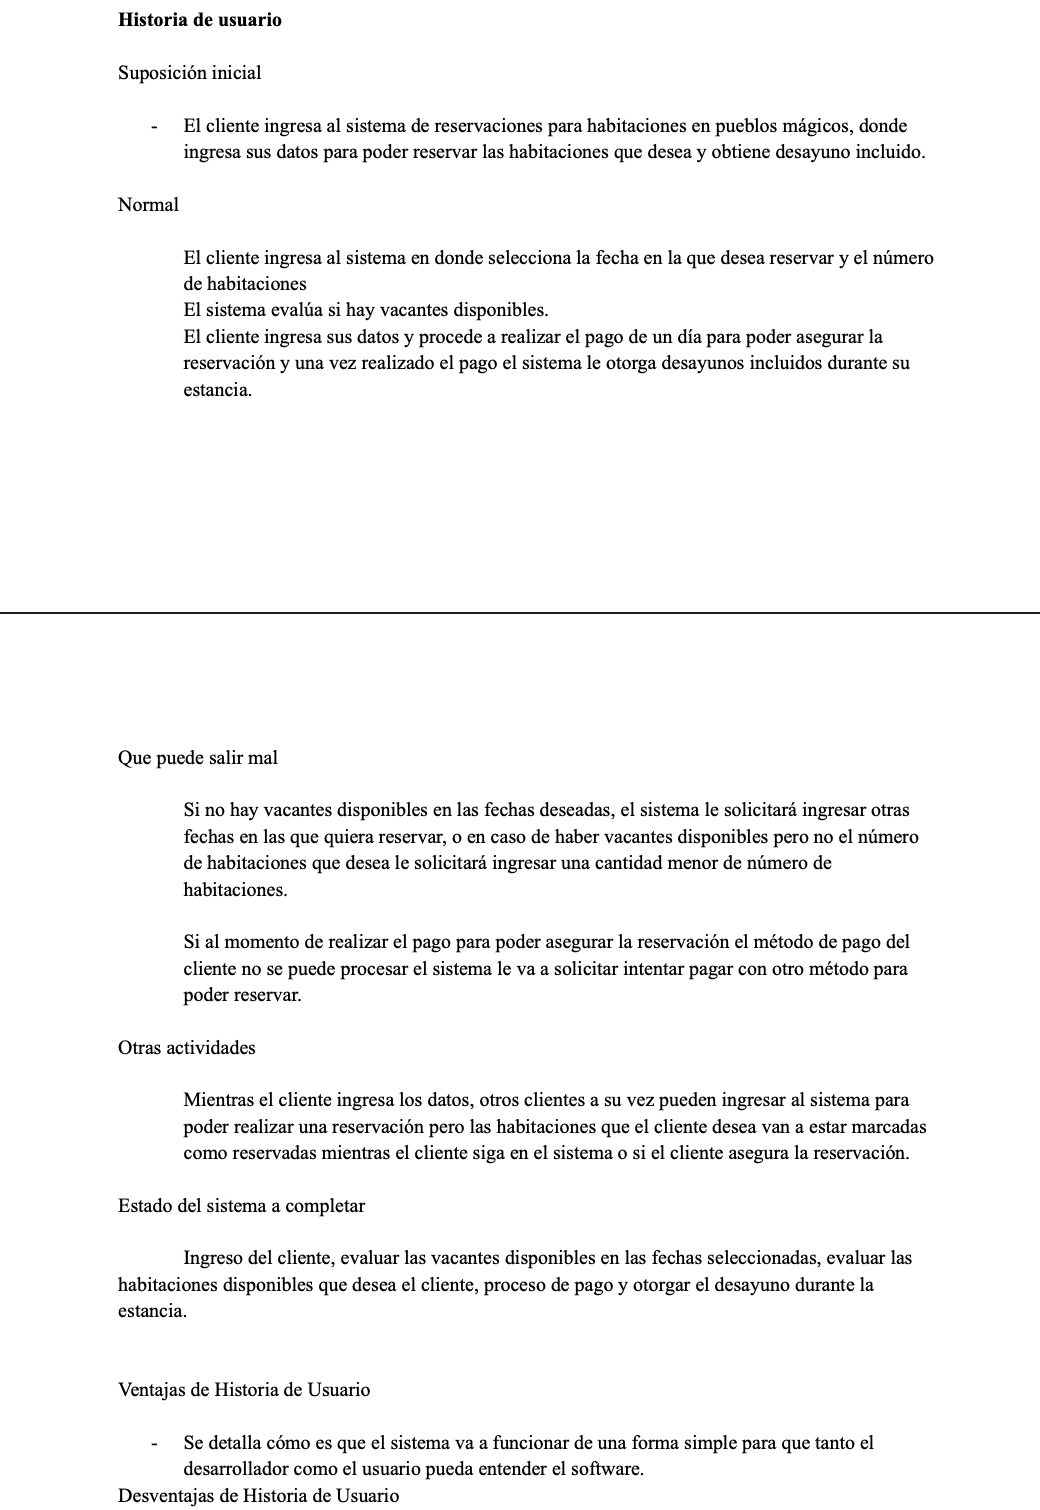 Historia de usuario
Suposición inicial
- El cliente ingresa al sistema de reservaciones para habitaciones en pueblos mágicos, donde
ingresa sus datos para poder reservar las habitaciones que desea y obtiene desayuno incluido.
Normal
El cliente ingresa al sistema en donde selecciona la fecha en la que desea reservar y el número
de habitaciones
El sistema evalúa si hay vacantes disponibles.
El cliente ingresa sus datos y procede a realizar el pago de un día para poder asegurar la
reservación y una vez realizado el pago el sistema le otorga desayunos incluidos durante su
estancia.
Que puede salir mal
Si no hay vacantes disponibles en las fechas deseadas, el sistema le solicitará ingresar otras
fechas en las que quiera reservar, o en caso de haber vacantes disponibles pero no el número
de habitaciones que desea le solicitará ingresar una cantidad menor de número de
habitaciones.
Si al momento de realizar el pago para poder asegurar la reservación el método de pago del
cliente no se puede procesar el sistema le va a solicitar intentar pagar con otro método para
poder reservar.
Otras actividades
Mientras el cliente ingresa los datos, otros clientes a su vez pueden ingresar al sistema para
poder realizar una reservación pero las habitaciones que el cliente desea van a estar marcadas
como reservadas mientras el cliente siga en el sistema o si el cliente asegura la reservación.
Estado del sistema a completar
Ingreso del cliente, evaluar las vacantes disponibles en las fechas seleccionadas, evaluar las
habitaciones disponibles que desea el cliente, proceso de pago y otorgar el desayuno durante la
estancia.
Ventajas de Historia de Usuario
- Se detalla cómo es que el sistema va a funcionar de una forma simple para que tanto el
desarrollador como el usuario pueda entender el software.
Desventajas de Historia de Usuario